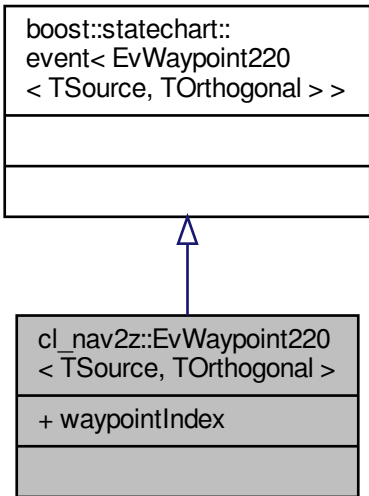 boost::statechart::
event< EvWaypoint220
< TSource, TOrthogonal > >
cl_nav2z::EvWaypoint220
< TSource, TOrthogonal >
+ waypointIndex